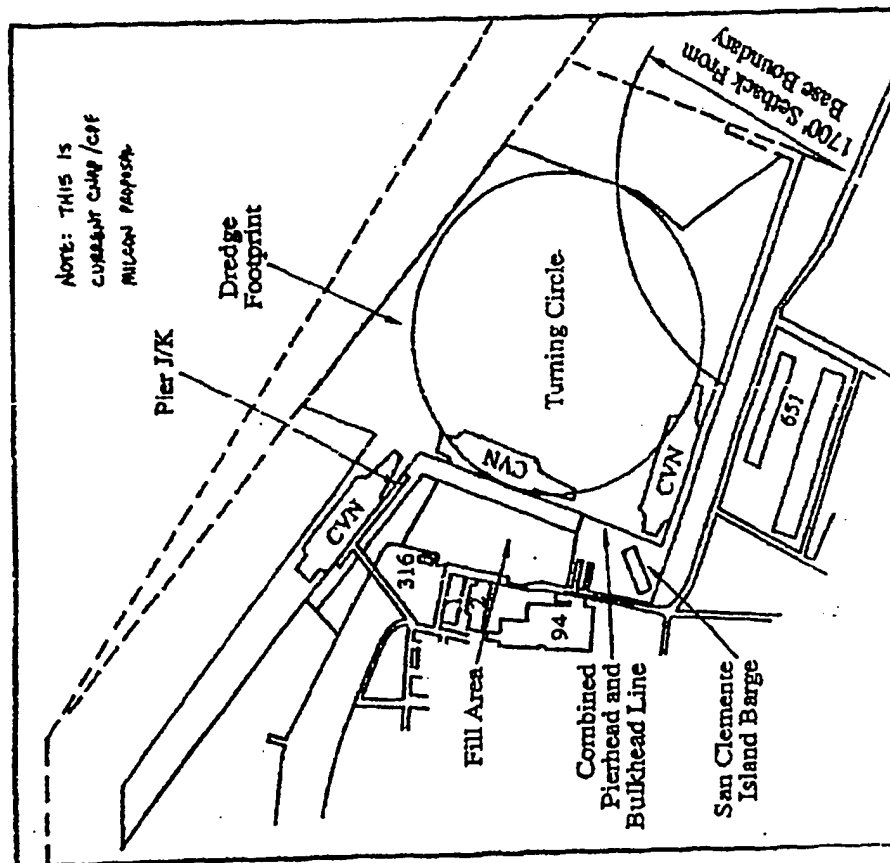 NOTE: THIS IS
CURRENT CNAP/CPF
MILCON PROPOSAL
Pier J/K
Dredge
Footprint
1700' Setback From
Base Boundary
CVN
CVN
CVN
Turning Circle
316
94
651
Fill Area
Combined
Pierhead and
Bulkhead Line
San Clemente
Island Barge